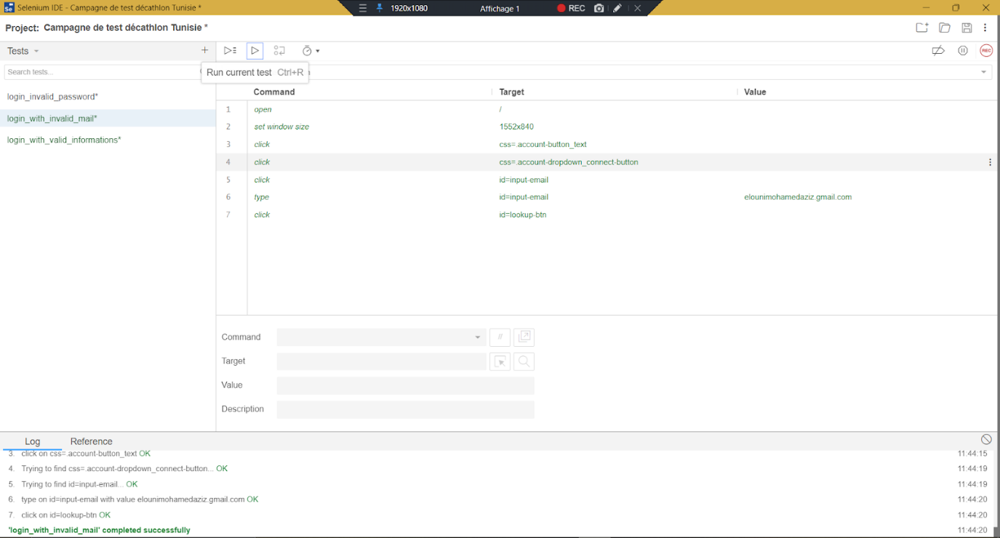 Selenium IDE - Campagne de test décathlon Tunisie *
1920x1080
Affichage 1
REC
Project: Campagne de test décathlon Tunisie *
Tests
REC
Search tests...
Run current test Ctrl+R
Command Target Value
login_invalid_password*
login_with_invalid_mail*
login_with_valid_informations*
1 open /
2 set window size 1552x840
3 click css=.account-button_text
4 click css=.account-dropdown_connect-button
5 click id=input-email
6 type id=input-email elounimohamedaziz.gmail.com
7 click id=lookup-btn
Command //
Target
Value
Description
Log Reference
3. click on css=.account-button_text OK 11:44:15
4. Trying to find css=.account-dropdown_connect-button... OK 11:44:19
5. Trying to find id=input-email... OK 11:44:19
6. type on id=input-email with value elounimohamedaziz.gmail.com OK 11:44:20
7. click on id=lookup-btn OK 11:44:20
'login_with_invalid_mail' completed successfully 11:44:20